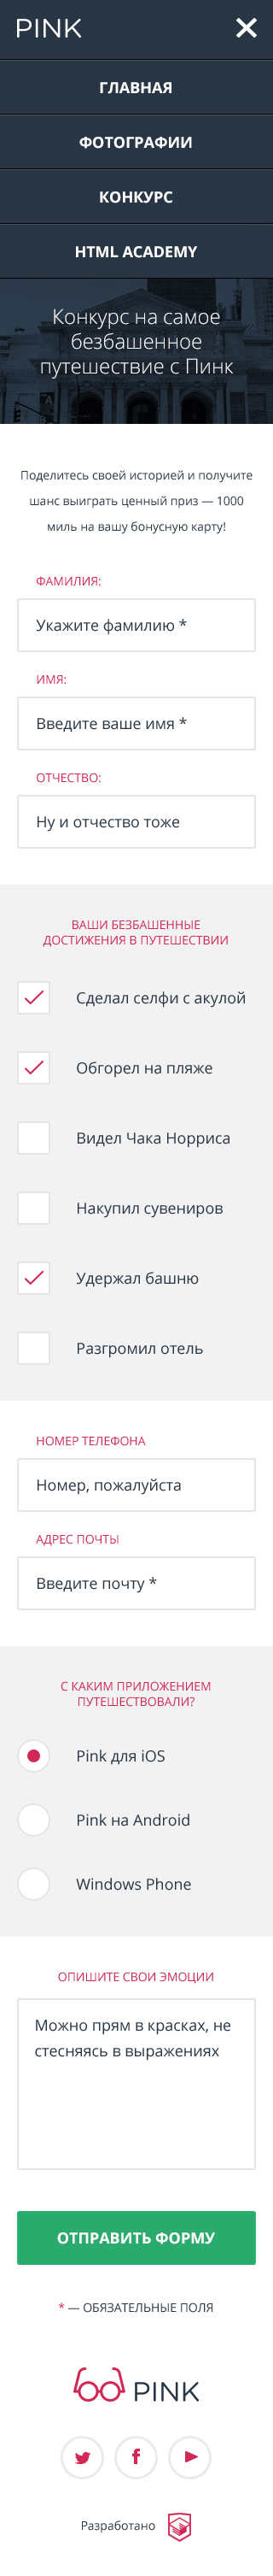 PINK
ГЛАВНАЯ
ФОТОГРАФИИ
КОНКУРС
HTML ACADEMY
Конкурс на самое
безбашенное
путешествие с Пинк
Поделитесь своей историей и получите
шанс выиграть ценный приз — 1000
миль на вашу бонусную карту!
ФАМИЛИЯ:
Укажите фамилию *
ИМЯ:
Введите ваше имя *
ОТЧЕСТВО:
Ну и отчество тоже
ВАШИ БЕЗБАШЕННЫЕ
ДОСТИЖЕНИЯ В ПУТЕШЕСТВИИ
Сделал селфи с акулой
Обгорел на пляже
Видел Чака Норриса
Накупил сувениров
Удержал башню
Разгромил отель
НОМЕР ТЕЛЕФОНА
Номер, пожалуйста
АДРЕС ПОЧТЫ
Введите почту *
С КАКИМ ПРИЛОЖЕНИЕМ
ПУТЕШЕСТВОВАЛИ?
Pink для iOS
Pink на Android
Windows Phone
ОПИШИТЕ СВОИ ЭМОЦИИ
Можно прям в красках, не
стесняясь в выражениях
ОТПРАВИТЬ ФОРМУ
* — ОБЯЗАТЕЛЬНЫЕ ПОЛЯ
PINK
Разработано